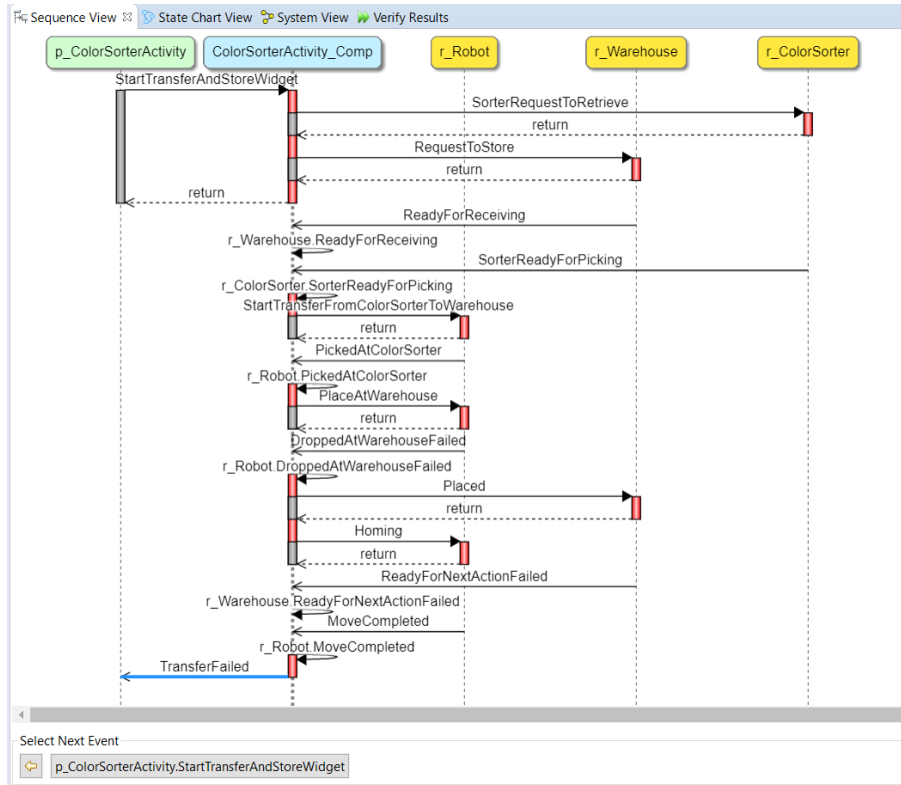 Sequence View State Chart View System View Verify Results
p_ColorSorterActivity ColorSorterActivity_Comp r_Robot r_Warehouse r_ColorSorter
StartTransferAndStoreWidget
SorterRequestToRetrieve
return
RequestToStore
return
return
ReadyForReceiving
r_Warehouse.ReadyForReceiving
SorterReadyForPicking
r_ColorSorter.SorterReadyForPicking
StartTransferFromColorSorterToWarehouse
return
PickedAtColorSorter
r_Robot.PickedAtColorSorter
PlaceAtWarehouse
return
DroppedAtWarehouseFailed
r_Robot.DroppedAtWarehouseFailed
Placed
return
Homing
return
ReadyForNextActionFailed
r_Warehouse.ReadyForNextActionFailed
MoveCompleted
r_Robot.MoveCompleted
TransferFailed
Select Next Event
p_ColorSorterActivity.StartTransferAndStoreWidget